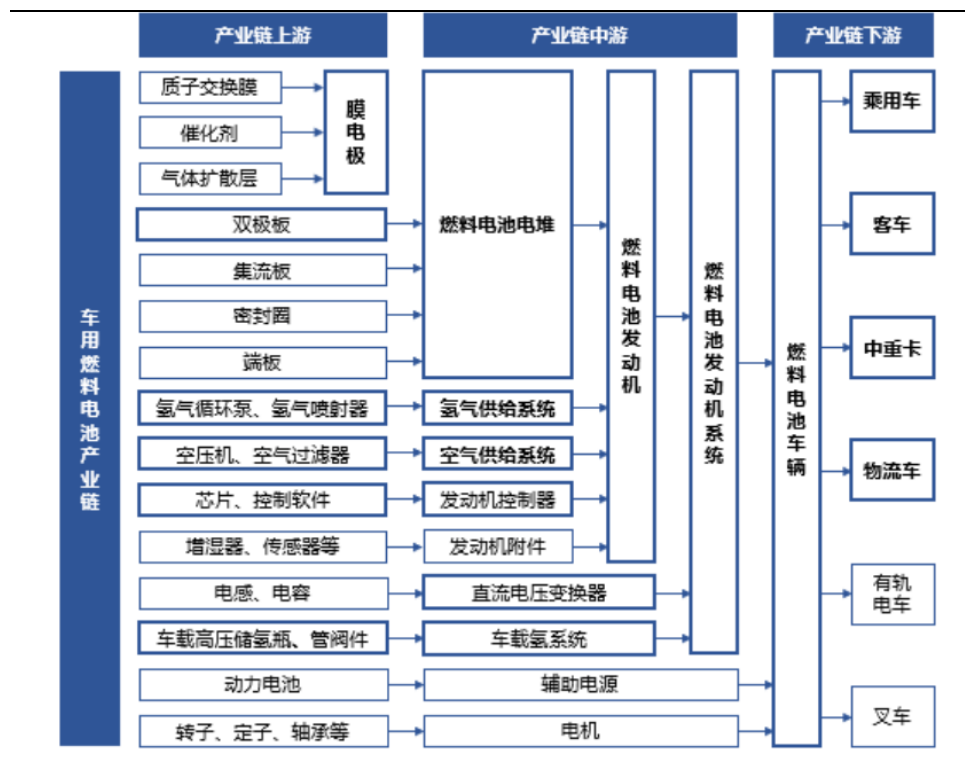 产业链上游
产业链中游
产业链下游
车用燃料电池产业链
质子交换膜
催化剂
气体扩散层
膜电极
双极板
集流板
密封圈
端板
氢气循环泵、氢气喷射器
空压机、空气过滤器
芯片、控制软件
增湿器、传感器等
电感、电容
车载高压储氢瓶、管阀件
动力电池
转子、定子、轴承等
燃料电池电堆
氢气供给系统
空气供给系统
发动机控制器
发动机附件
直流电压变换器
车载氢系统
辅助电源
电机
燃料电池发动机
燃料电池发动机系统
燃料电池车辆
乘用车
客车
中重卡
物流车
有轨
电车
叉车